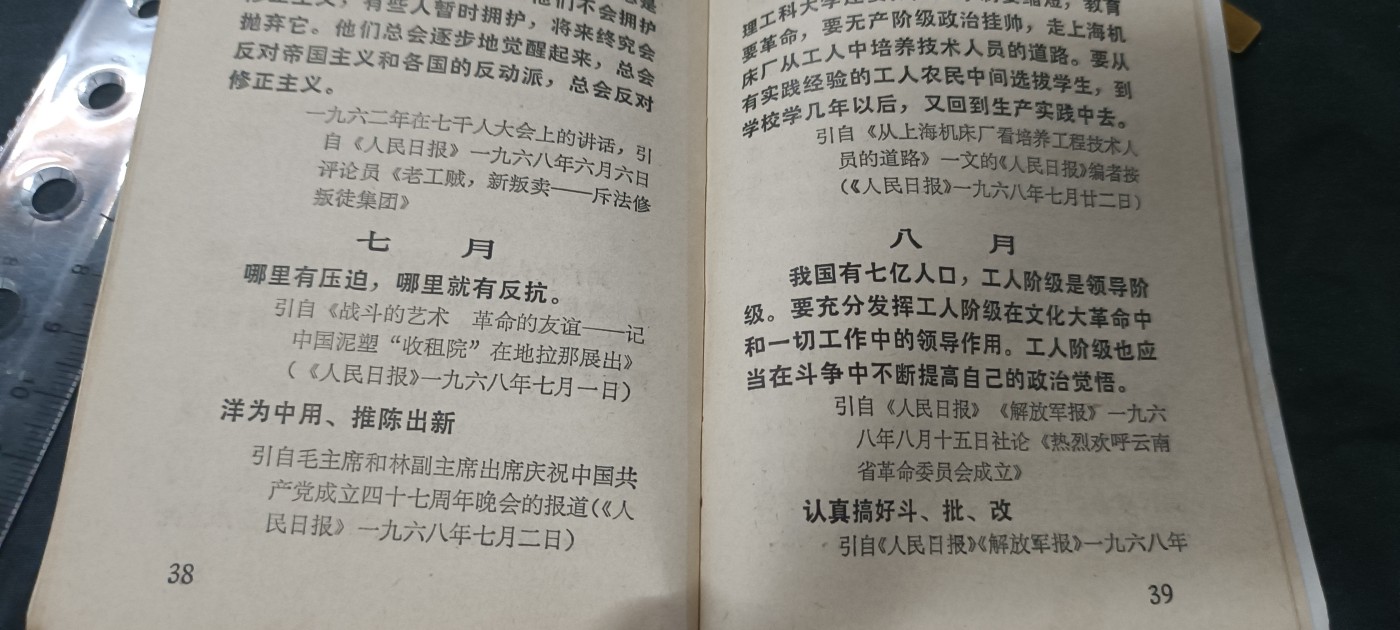 修正主义，有些人暂时拥护，将来终究会
抛弃它。他们总会逐步地觉醒起来，总会
反对帝国主义和各国的反动派，总会反对
修正主义。
一九六二年在七千人大会上的讲话，引
自《人民日报》一九六八年六月六日
评论员《老工贼，新叛卖——斥法修
叛徒集团》
七　月
哪里有压迫，哪里就有反抗。
引自《战斗的艺术　革命的友谊——记
中国泥塑“收租院”在地拉那展出》
（《人民日报》一九六八年七月一日）
洋为中用、推陈出新
引自毛主席和林副主席出席庆祝中国共
产党成立四十七周年晚会的报道（《人
民日报》一九六八年七月二日）
38
要革命，要无产阶级政治挂帅，走上海机
床厂从工人中培养技术人员的道路。要从
有实践经验的工人农民中间选拔学生，到
学校学几年以后，又回到生产实践中去。
引自《从上海机床厂看培养工程技术人
员的道路》一文的《人民日报》编者按
（《人民日报》一九六八年七月廿二日）
八　月
我国有七亿人口，工人阶级是领导阶
级。要充分发挥工人阶级在文化大革命中
和一切工作中的领导作用。工人阶级也应
当在斗争中不断提高自己的政治觉悟。
引自《人民日报》《解放军报》一九六
八年八月十五日社论《热烈欢呼云南
省革命委员会成立》
认真搞好斗、批、改
引自《人民日报》《解放军报》一九六八年
39